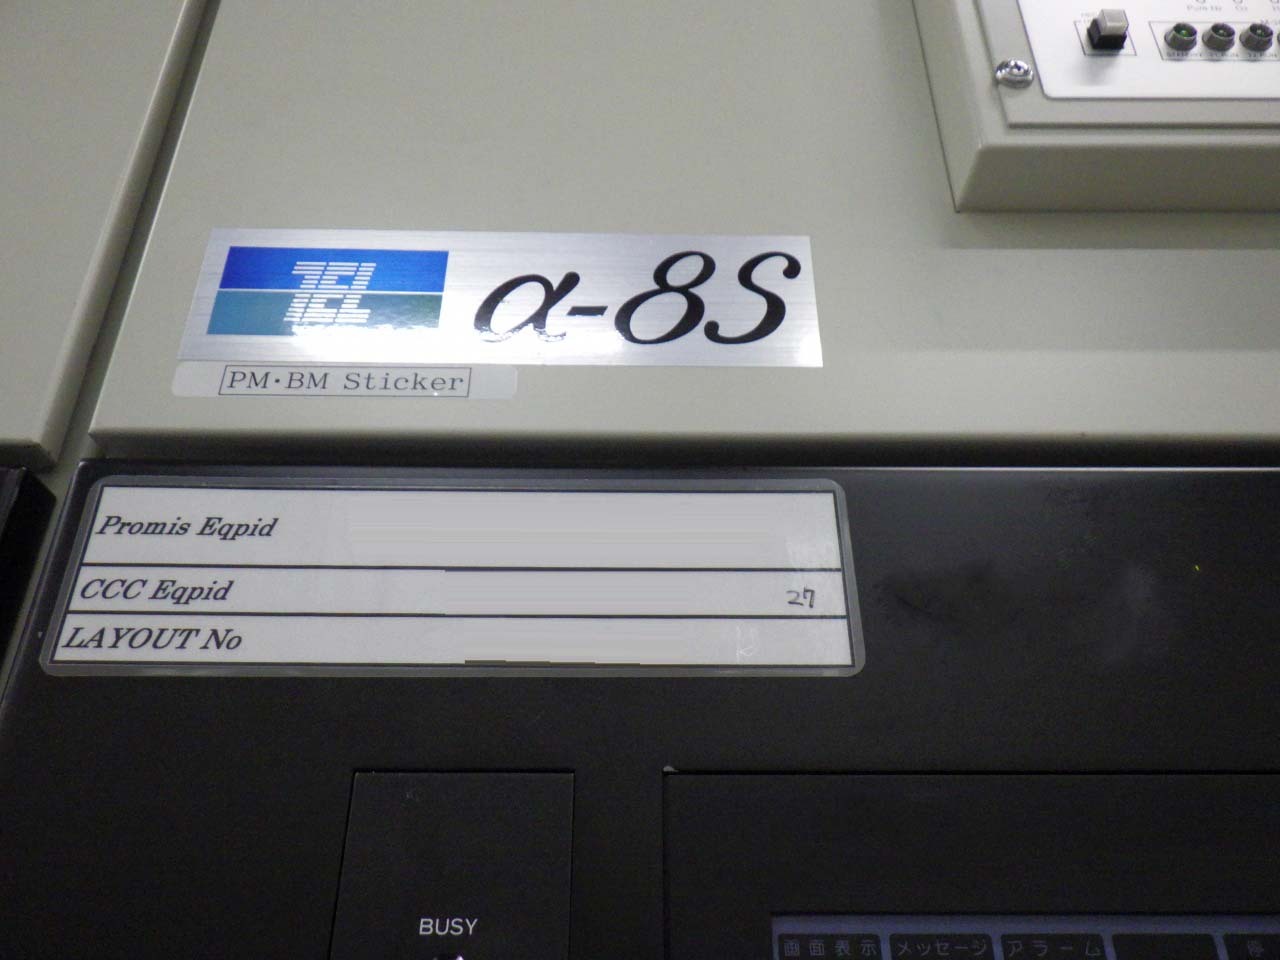 TEL α-8S
PM・BM Sticker
Promis Eqpid
CCC Eqpid 27
LAYOUT No
BUSY
画面表示 メッセージ アラーム